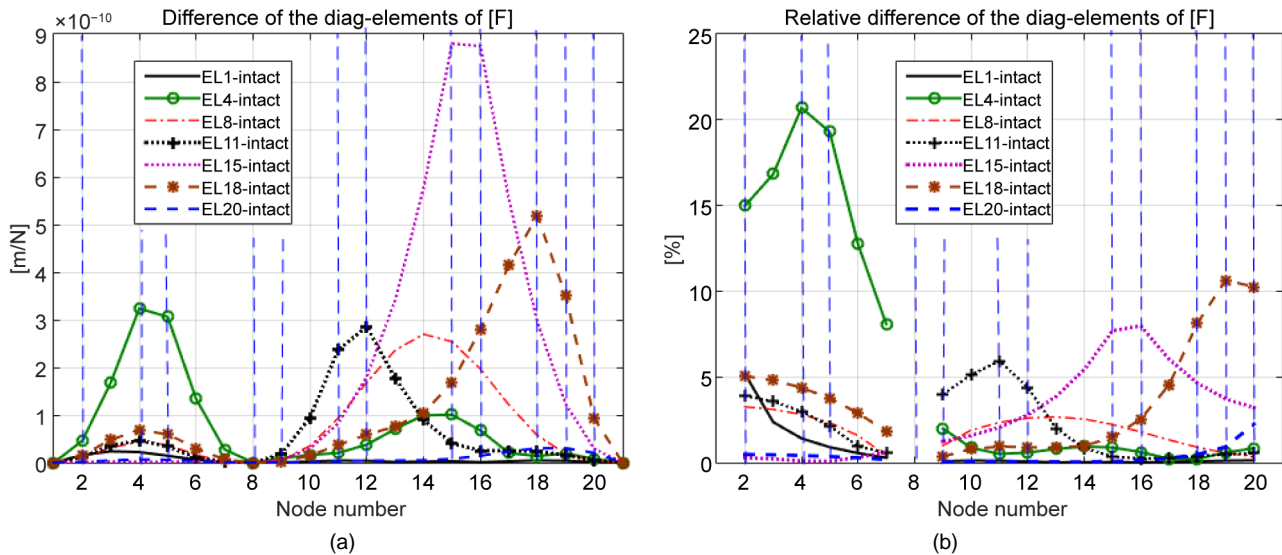 Difference of the diag-elements of [F]
×10⁻¹⁰
9
8
7
6
5
4
3
2
1
0
[m/N]
EL1-intact
EL4-intact
EL8-intact
EL11-intact
EL15-intact
EL18-intact
EL20-intact
2 4 6 8 10 12 14 16 18 20
Node number
(a)
Relative difference of the diag-elements of [F]
25
20
15
10
5
0
[%]
EL1-intact
EL4-intact
EL8-intact
EL11-intact
EL15-intact
EL18-intact
EL20-intact
2 4 6 8 10 12 14 16 18 20
Node number
(b)